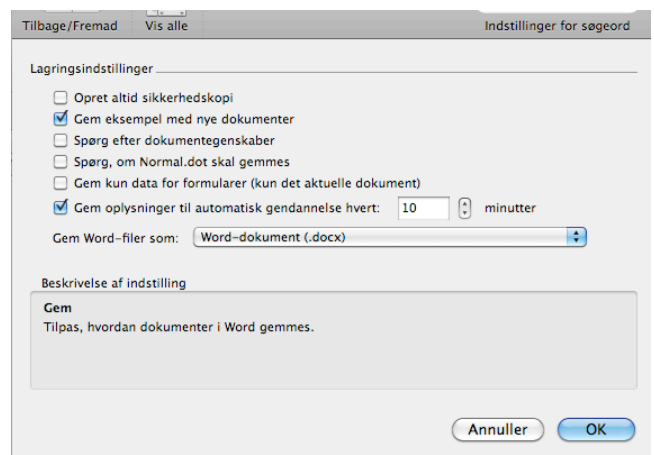 Tilbage/Fremad Vis alle Indstillinger for søgeord
Lagringsindstillinger
Opret altid sikkerhedskopi
Gem eksempel med nye dokumenter
Spørg efter dokumentegenskaber
Spørg, om Normal.dot skal gemmes
Gem kun data for formularer (kun det aktuelle dokument)
Gem oplysninger til automatisk gendannelse hvert: 10 minutter
Gem Word-filer som: Word-dokument (.docx)
Beskrivelse af indstilling
Gem
Tilpas, hvordan dokumenter i Word gemmes.
Annuller OK